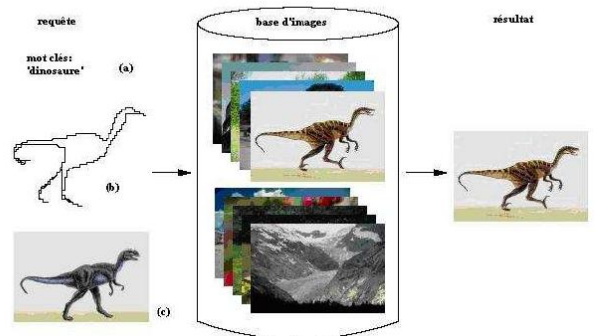 requête
base d'images
résultat
mot clés:
'dinosaure'
(a)
(b)
(c)